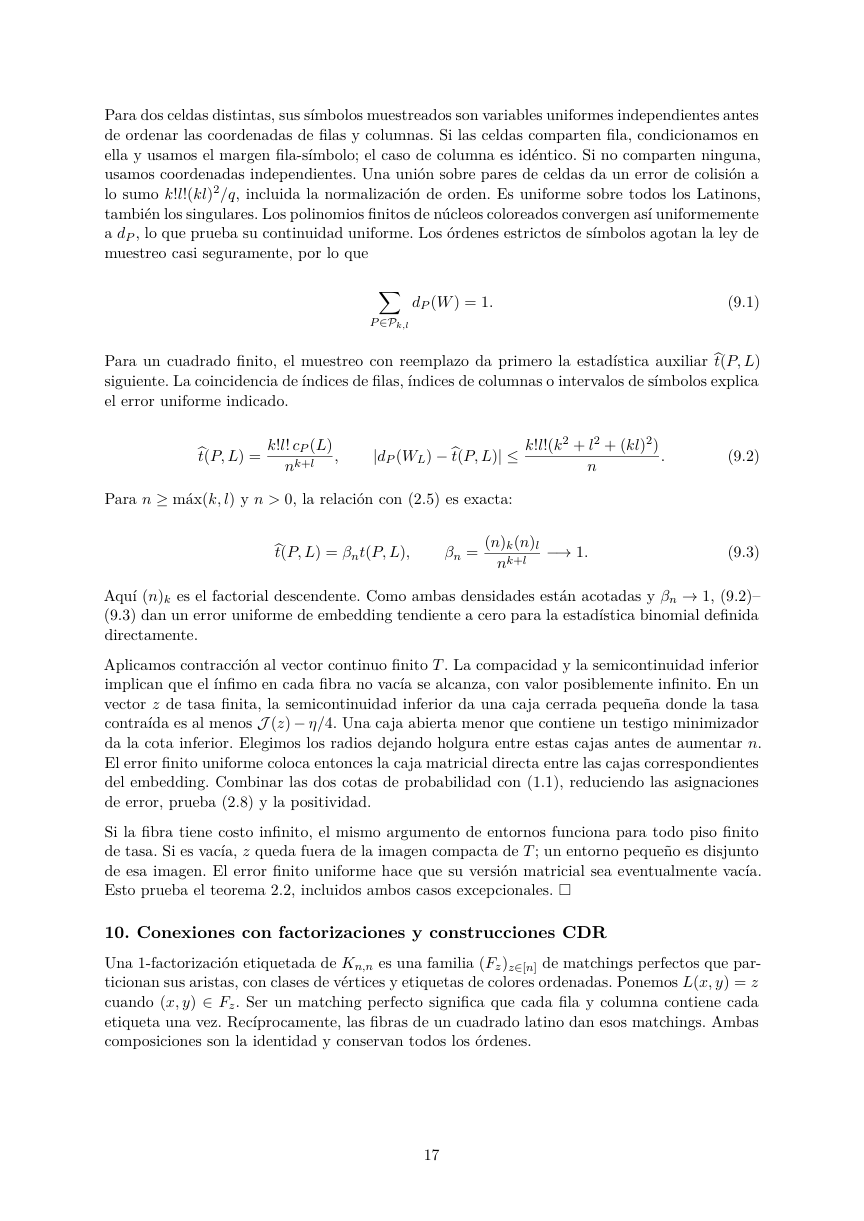 Para dos celdas distintas, sus símbolos muestreados son variables uniformes independientes antes
de ordenar las coordenadas de filas y columnas. Si las celdas comparten fila, condicionamos en
ella y usamos el margen fila-símbolo; el caso de columna es idéntico. Si no comparten ninguna,
usamos coordenadas independientes. Una unión sobre pares de celdas da un error de colisión a
lo sumo k!l!(kl)²/q, incluida la normalización de orden. Es uniforme sobre todos los Latinons,
también los singulares. Los polinomios finitos de núcleos coloreados convergen así uniformemente
a d_P, lo que prueba su continuidad uniforme. Los órdenes estrictos de símbolos agotan la ley de
muestreo casi seguramente, por lo que
∑_{P∈𝒫_{k,l}} d_P(W) = 1. (9.1)
Para un cuadrado finito, el muestreo con reemplazo da primero la estadística auxiliar t̂(P, L)
siguiente. La coincidencia de índices de filas, índices de columnas o intervalos de símbolos explica
el error uniforme indicado.
t̂(P, L) = k!l! c_P(L) / n^{k+l}, |d_P(W_L) − t̂(P, L)| ≤ k!l!(k² + l² + (kl)²) / n. (9.2)
Para n ≥ máx(k, l) y n > 0, la relación con (2.5) es exacta:
t̂(P, L) = β_n t(P, L), β_n = (n)_k(n)_l / n^{k+l} ⟶ 1. (9.3)
Aquí (n)_k es el factorial descendente. Como ambas densidades están acotadas y β_n → 1, (9.2)–
(9.3) dan un error uniforme de embedding tendiente a cero para la estadística binomial definida
directamente.
Aplicamos contracción al vector continuo finito T. La compacidad y la semicontinuidad inferior
implican que el ínfimo en cada fibra no vacía se alcanza, con valor posiblemente infinito. En un
vector z de tasa finita, la semicontinuidad inferior da una caja cerrada pequeña donde la tasa
contraída es al menos 𝒥(z) − η/4. Una caja abierta menor que contiene un testigo minimizador
da la cota inferior. Elegimos los radios dejando holgura entre estas cajas antes de aumentar n.
El error finito uniforme coloca entonces la caja matricial directa entre las cajas correspondientes
del embedding. Combinar las dos cotas de probabilidad con (1.1), reduciendo las asignaciones
de error, prueba (2.8) y la positividad.
Si la fibra tiene costo infinito, el mismo argumento de entornos funciona para todo piso finito
de tasa. Si es vacía, z queda fuera de la imagen compacta de T; un entorno pequeño es disjunto
de esa imagen. El error finito uniforme hace que su versión matricial sea eventualmente vacía.
Esto prueba el teorema 2.2, incluidos ambos casos excepcionales. □
10. Conexiones con factorizaciones y construcciones CDR
Una 1-factorización etiquetada de K_{n,n} es una familia (F_z)_{z∈[n]} de matchings perfectos que par-
ticionan sus aristas, con clases de vértices y etiquetas de colores ordenadas. Ponemos L(x, y) = z
cuando (x, y) ∈ F_z. Ser un matching perfecto significa que cada fila y columna contiene cada
etiqueta una vez. Recíprocamente, las fibras de un cuadrado latino dan esos matchings. Ambas
composiciones son la identidad y conservan todos los órdenes.
17